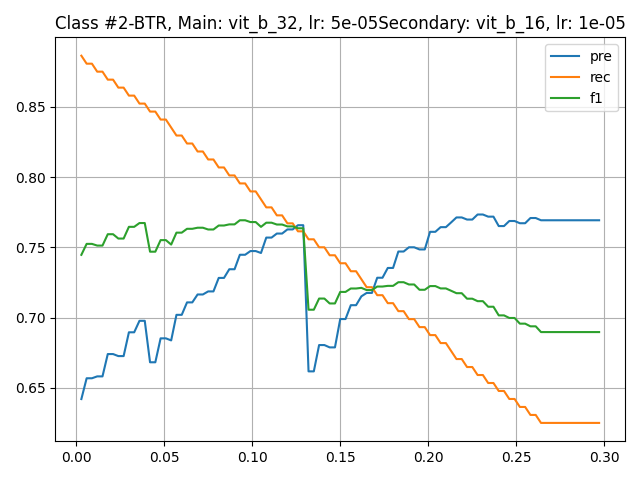 Class #2-BTR, Main: vit_b_32, lr: 5e-05Secondary: vit_b_16, lr: 1e-05
pre
rec
f1
0.85
0.80
0.75
0.70
0.65
0.00 0.05 0.10 0.15 0.20 0.25 0.30